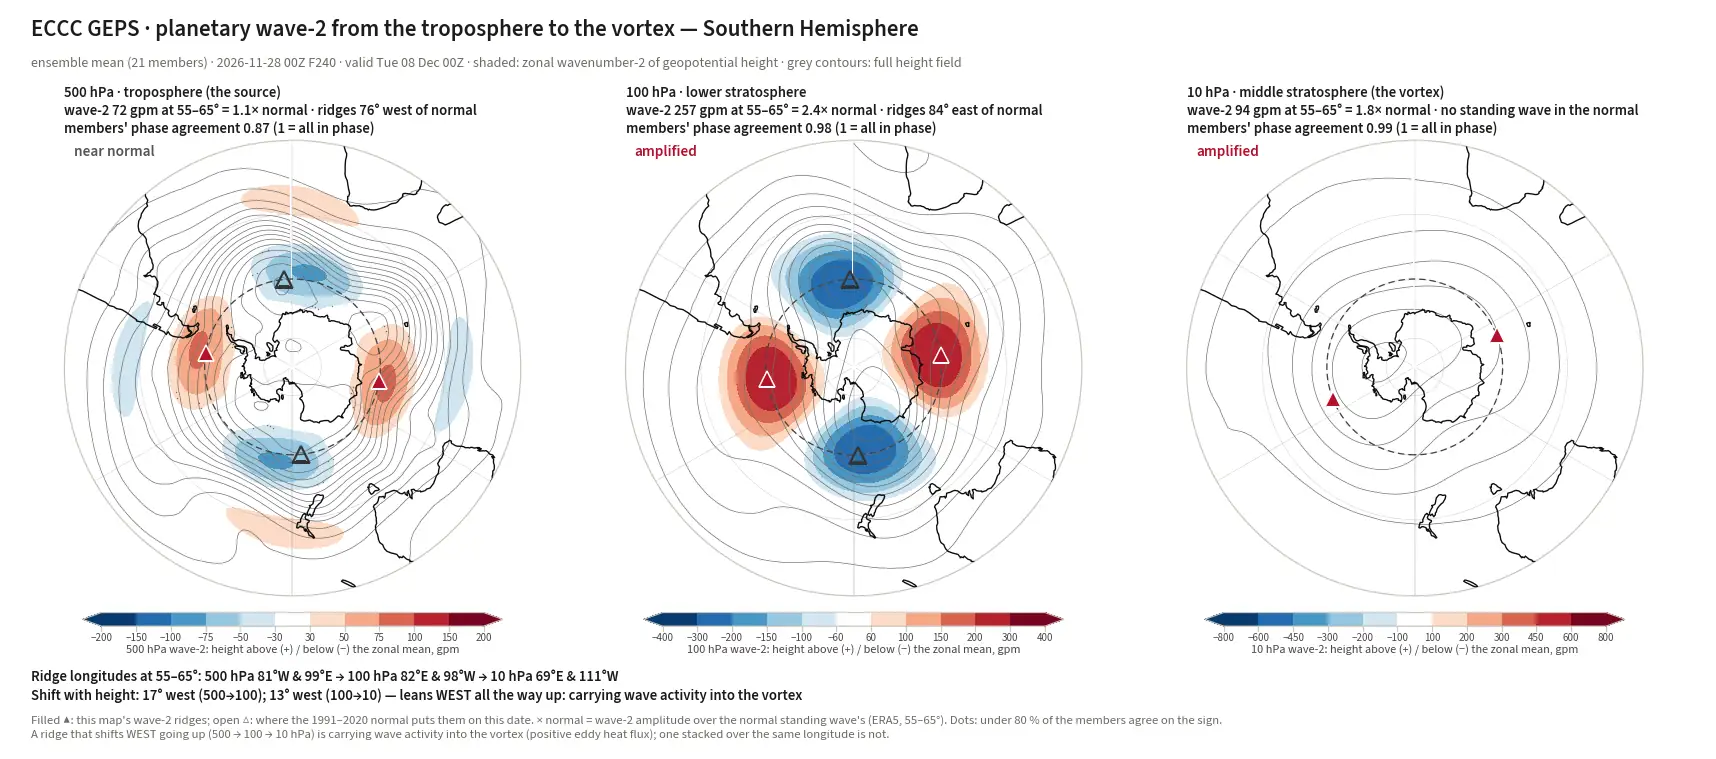 ECCC GEPS · planetary wave-2 from the troposphere to the vortex — Southern Hemisphere
ensemble mean (21 members) · 2026-11-28 00Z F240 · valid Tue 08 Dec 00Z · shaded: zonal wavenumber-2 of geopotential height · grey contours: full height field
500 hPa · troposphere (the source)
wave-2 72 gpm at 55–65° = 1.1× normal · ridges 76° west of normal
members' phase agreement 0.87 (1 = all in phase)
near normal
100 hPa · lower stratosphere
wave-2 257 gpm at 55–65° = 2.4× normal · ridges 84° east of normal
members' phase agreement 0.98 (1 = all in phase)
amplified
10 hPa · middle stratosphere (the vortex)
wave-2 94 gpm at 55–65° = 1.8× normal · no standing wave in the normal
members' phase agreement 0.99 (1 = all in phase)
amplified
−200 −150 −100 −75 −50 −30 30 50 75 100 150 200
500 hPa wave-2: height above (+) / below (−) the zonal mean, gpm
−400 −300 −200 −150 −100 −60 60 100 150 200 300 400
100 hPa wave-2: height above (+) / below (−) the zonal mean, gpm
−800 −600 −450 −300 −200 −100 100 200 300 450 600 800
10 hPa wave-2: height above (+) / below (−) the zonal mean, gpm
Ridge longitudes at 55–65°: 500 hPa 81°W & 99°E → 100 hPa 82°E & 98°W → 10 hPa 69°E & 111°W
Shift with height: 17° west (500→100); 13° west (100→10) — leans WEST all the way up: carrying wave activity into the vortex
Filled ▲: this map's wave-2 ridges; open △: where the 1991–2020 normal puts them on this date. × normal = wave-2 amplitude over the normal standing wave's (ERA5, 55–65°). Dots: under 80 % of the members agree on the sign.
A ridge that shifts WEST going up (500 → 100 → 10 hPa) is carrying wave activity into the vortex (positive eddy heat flux); one stacked over the same longitude is not.